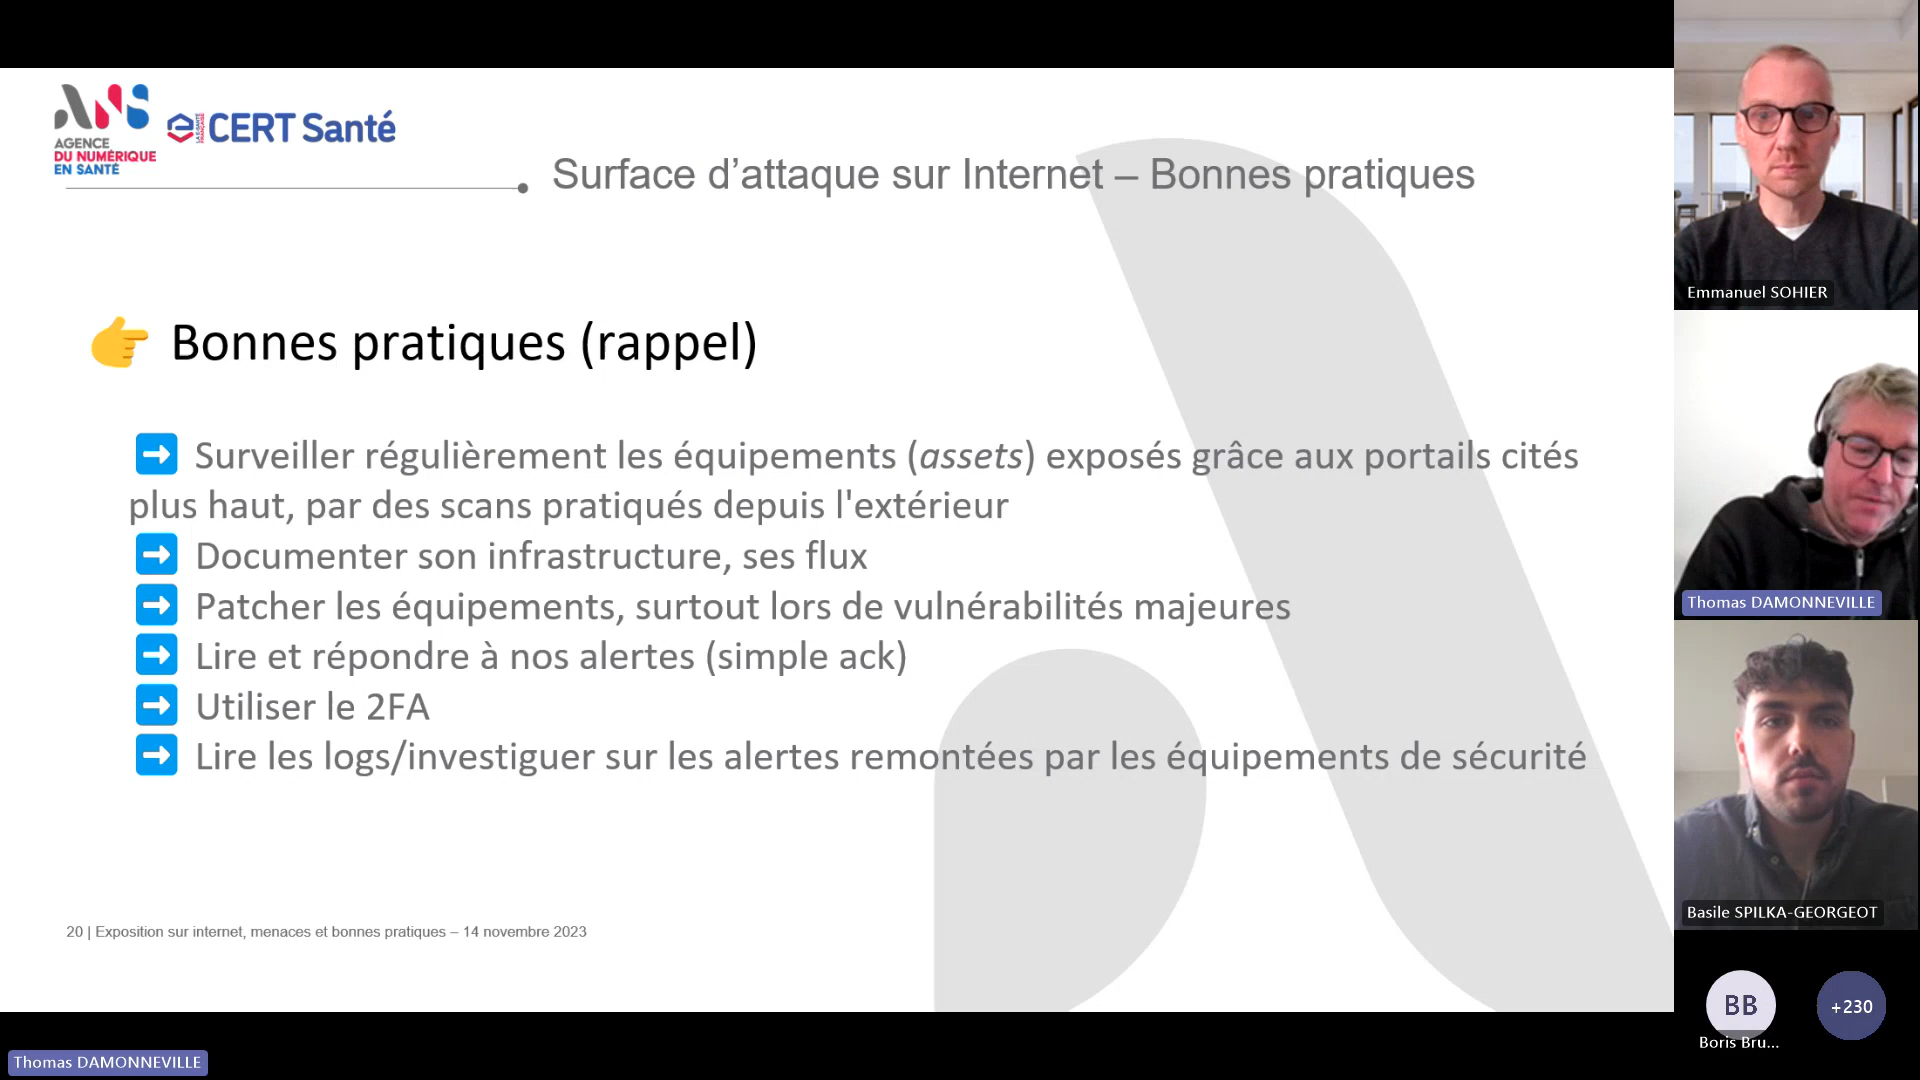 AGENCE
DU NUMÉRIQUE
EN SANTÉ
CERT Santé
Surface d’attaque sur Internet – Bonnes pratiques
Bonnes pratiques (rappel)
Surveiller régulièrement les équipements (assets) exposés grâce aux portails cités
plus haut, par des scans pratiqués depuis l'extérieur
Documenter son infrastructure, ses flux
Patcher les équipements, surtout lors de vulnérabilités majeures
Lire et répondre à nos alertes (simple ack)
Utiliser le 2FA
Lire les logs/investiguer sur les alertes remontées par les équipements de sécurité
20 | Exposition sur internet, menaces et bonnes pratiques – 14 novembre 2023
Emmanuel SOHIER
Thomas DAMONNEVILLE
Basile SPILKA-GEORGEOT
BB
+230
Boris Bru...
Thomas DAMONNEVILLE